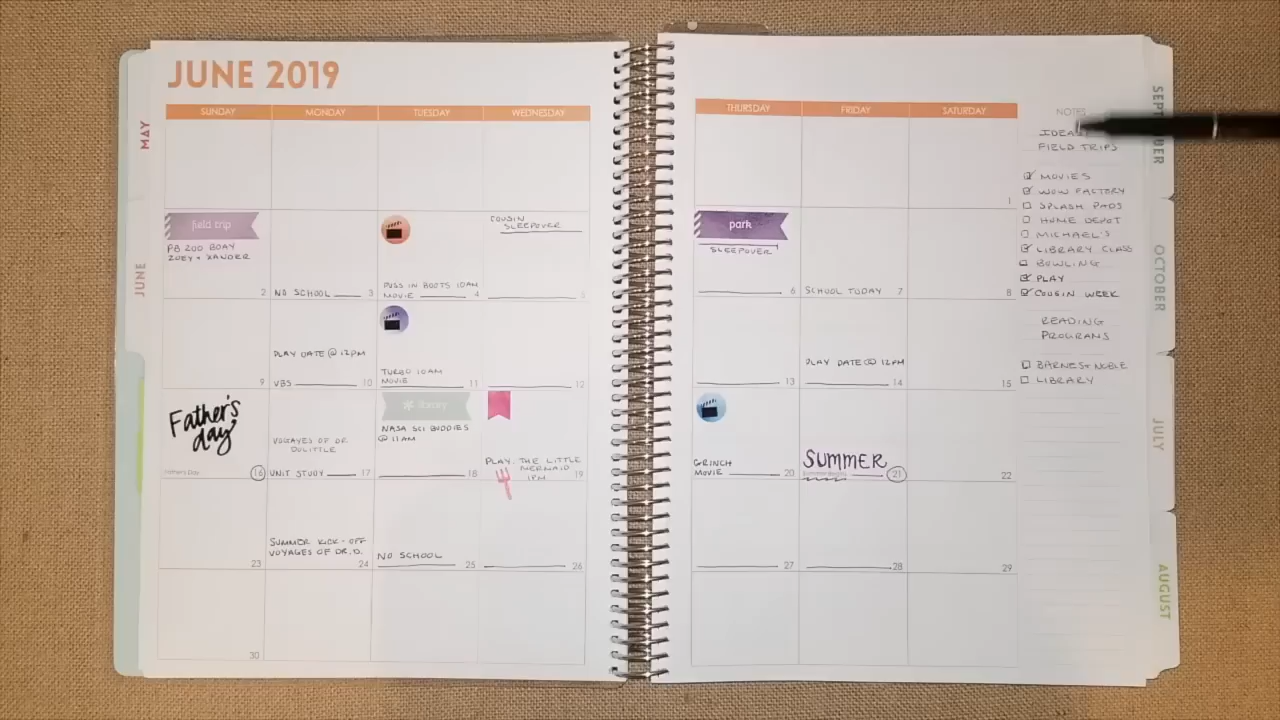 JUNE 2019
SUNDAY
MONDAY
TUESDAY
WEDNESDAY
THURSDAY
FRIDAY
SATURDAY
1
field trip
PB ZOO BDAY
ZOEY + XANDER
2
NO SCHOOL 3
PUSS IN BOOTS 10AM
MOVIE 4
COUSIN
SLEEPOVER
5
park
SLEEPOVER
6
SCHOOL TODAY 7
8
9
PLAY DATE @ 12PM
VBS 10
TURBO 10AM
MOVIE 11
12
13
PLAY DATE @ 12PM
14
15
Father's
day
Father's Day
16
VOYAGES OF DR
DOLITTLE
UNIT STUDY 17
library
NASA SCI BUDDIES
@ 11AM
18
PLAY: THE LITTLE
MERMAID
1PM
19
GRINCH
MOVIE 20
SUMMER
Summer Begins
21
22
23
SUMMER KICK-OFF
VOYAGES OF DR. D.
24
NO SCHOOL
25
26
27
28
29
30
NOTES
FIELD TRIPS
MOVIES
WOW FACTORY
SPLASH PADS
HOME DEPOT
MICHAEL'S
LIBRARY CLASS
BOWLING
PLAY
COUSIN WEEK
READING
PROGRAMS
BARNES + NOBLE
LIBRARY
MAY
JUNE
OCTOBER
JULY
AUGUST